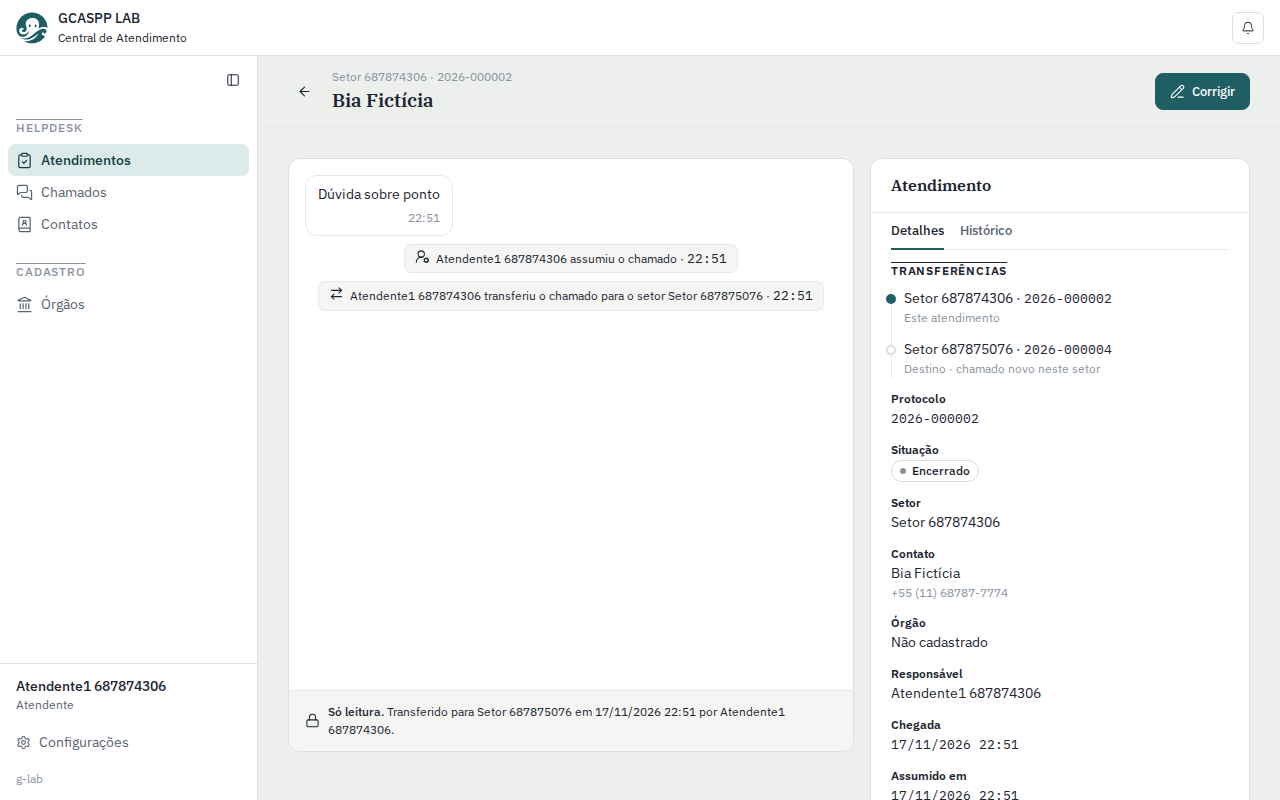 GCASPP LAB
Central de Atendimento
HELPDESK
Atendimentos
Chamados
Contatos
CADASTRO
Órgãos
Atendente1 687874306
Atendente
Configurações
g-lab
Setor 687874306 · 2026-000002
Bia Fictícia
Corrigir
Dúvida sobre ponto
22:51
Atendente1 687874306 assumiu o chamado · 22:51
Atendente1 687874306 transferiu o chamado para o setor Setor 687875076 · 22:51
Só leitura. Transferido para Setor 687875076 em 17/11/2026 22:51 por Atendente1
687874306.
Atendimento
Detalhes Histórico
TRANSFERÊNCIAS
Setor 687874306 · 2026-000002
Este atendimento
Setor 687875076 · 2026-000004
Destino · chamado novo neste setor
Protocolo
2026-000002
Situação
Encerrado
Setor
Setor 687874306
Contato
Bia Fictícia
+55 (11) 68787-7774
Órgão
Não cadastrado
Responsável
Atendente1 687874306
Chegada
17/11/2026 22:51
Assumido em
17/11/2026 22:51